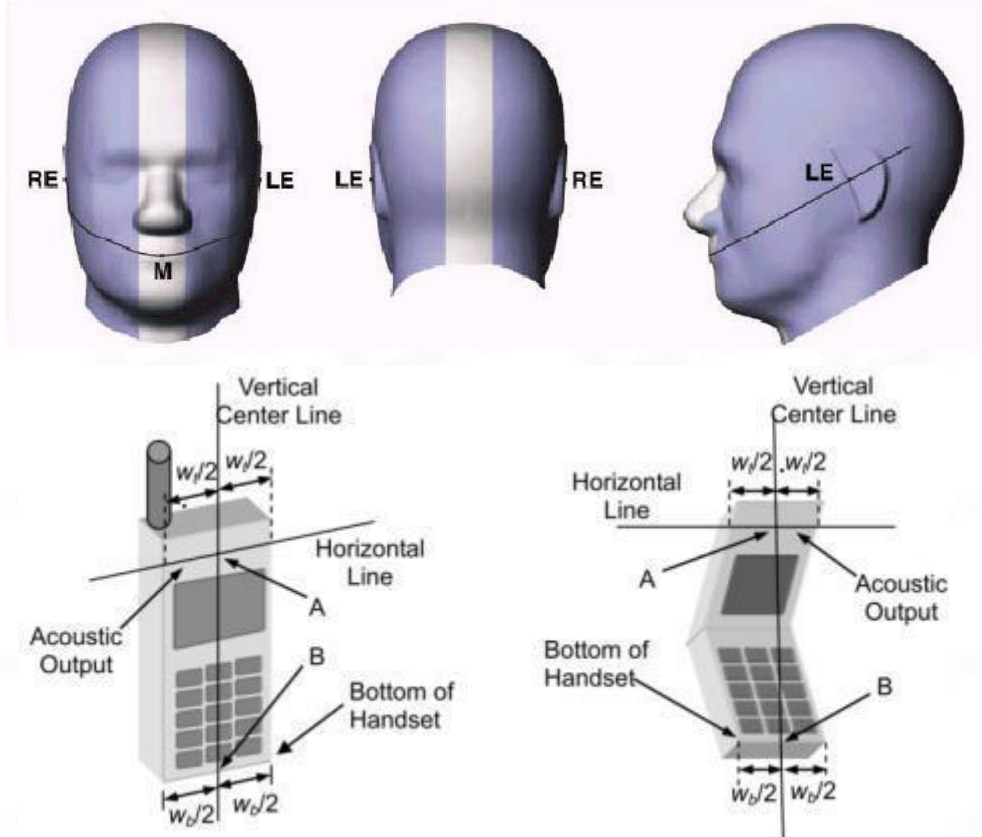 RE
LE
M
LE
RE
LE
Vertical
Center Line
wt/2
wt/2
Horizontal
Line
A
Acoustic
Output
B
Bottom of
Handset
wb/2
wb/2
Vertical
Center Line
wt/2
wt/2
Horizontal
Line
A
Acoustic
Output
Bottom of
Handset
B
wb/2
wb/2